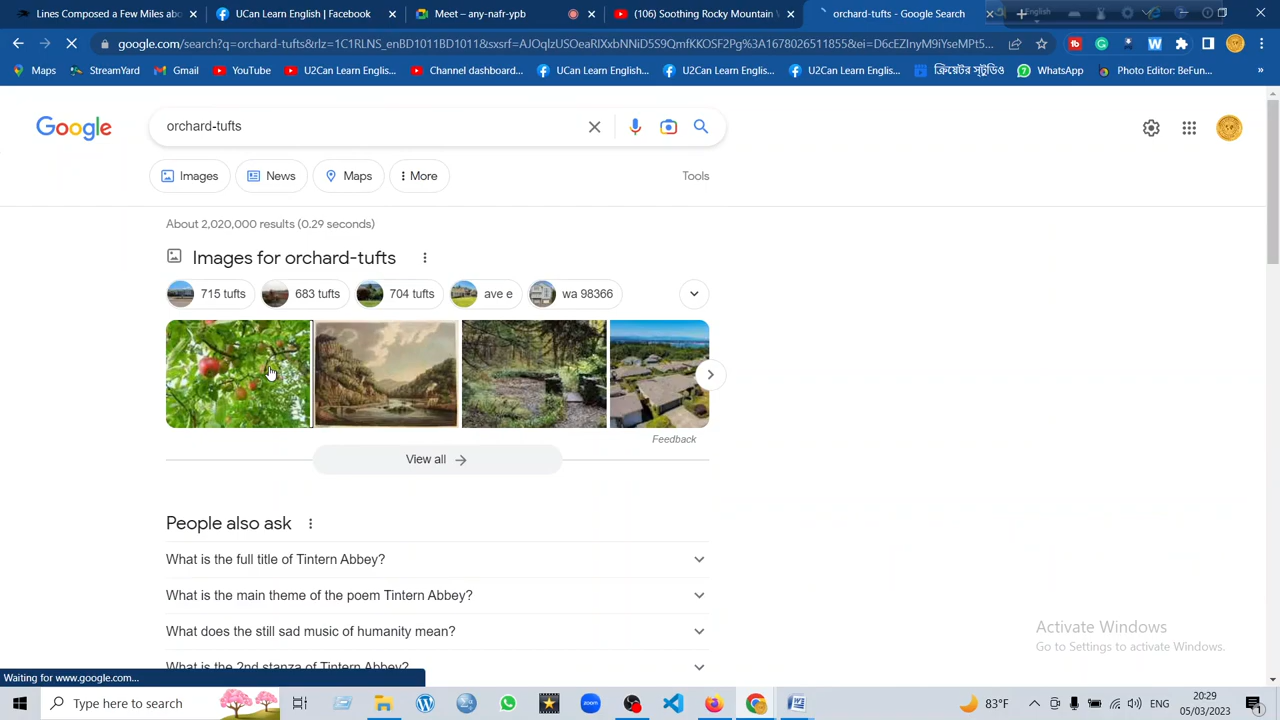 Lines Composed a Few Miles abo
UCan Learn English | Facebook
Meet – any-nafr-ypb
(106) Soothing Rocky Mountain
orchard-tufts - Google Search
English
google.com/search?q=orchard-tufts&rlz=1C1RLNS_enBD1011BD1011&sxsrf=AJOqlzUSOeaRIXxbNNiD5S9QmfKKOSF2Pg%3A1678026511855&ei=D6cEZInyM9iYseMPt5...
Maps
StreamYard
Gmail
YouTube
U2Can Learn Englis...
Channel dashboard...
UCan Learn English...
U2Can Learn Englis...
U2Can Learn Englis...
ক্রিয়েটর স্টুডিও
WhatsApp
Photo Editor: BeFun...
»
Google
orchard-tufts
Images
News
Maps
More
Tools
About 2,020,000 results (0.29 seconds)
Images for orchard-tufts
715 tufts
683 tufts
704 tufts
ave e
wa 98366
Feedback
View all
People also ask
What is the full title of Tintern Abbey?
What is the main theme of the poem Tintern Abbey?
What does the still sad music of humanity mean?
What is the 2nd stanza of Tintern Abbey?
Activate Windows
Go to Settings to activate Windows.
Waiting for www.google.com...
Type here to search
83°F
ENG
20:29
05/03/2023